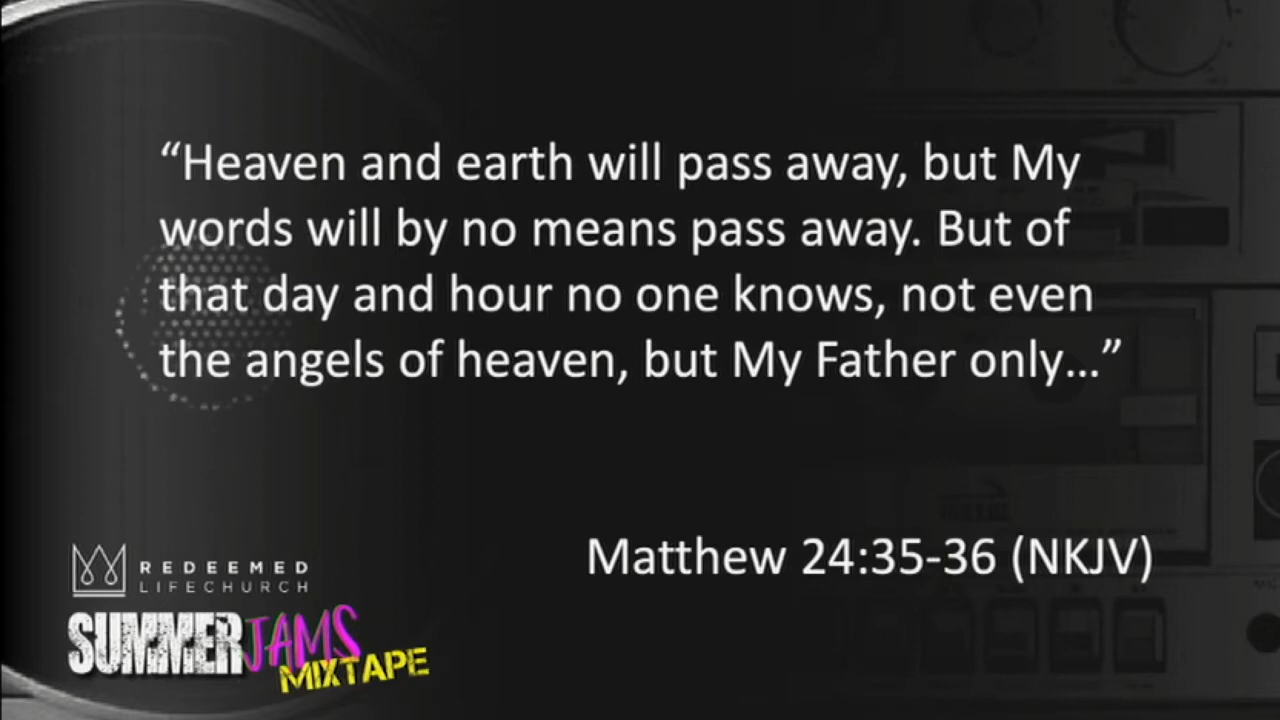 “Heaven and earth will pass away, but My
words will by no means pass away. But of
that day and hour no one knows, not even
the angels of heaven, but My Father only...”
Matthew 24:35-36 (NKJV)
REDEEMED
LIFECHURCH
SUMMER JAMS
MIXTAPE